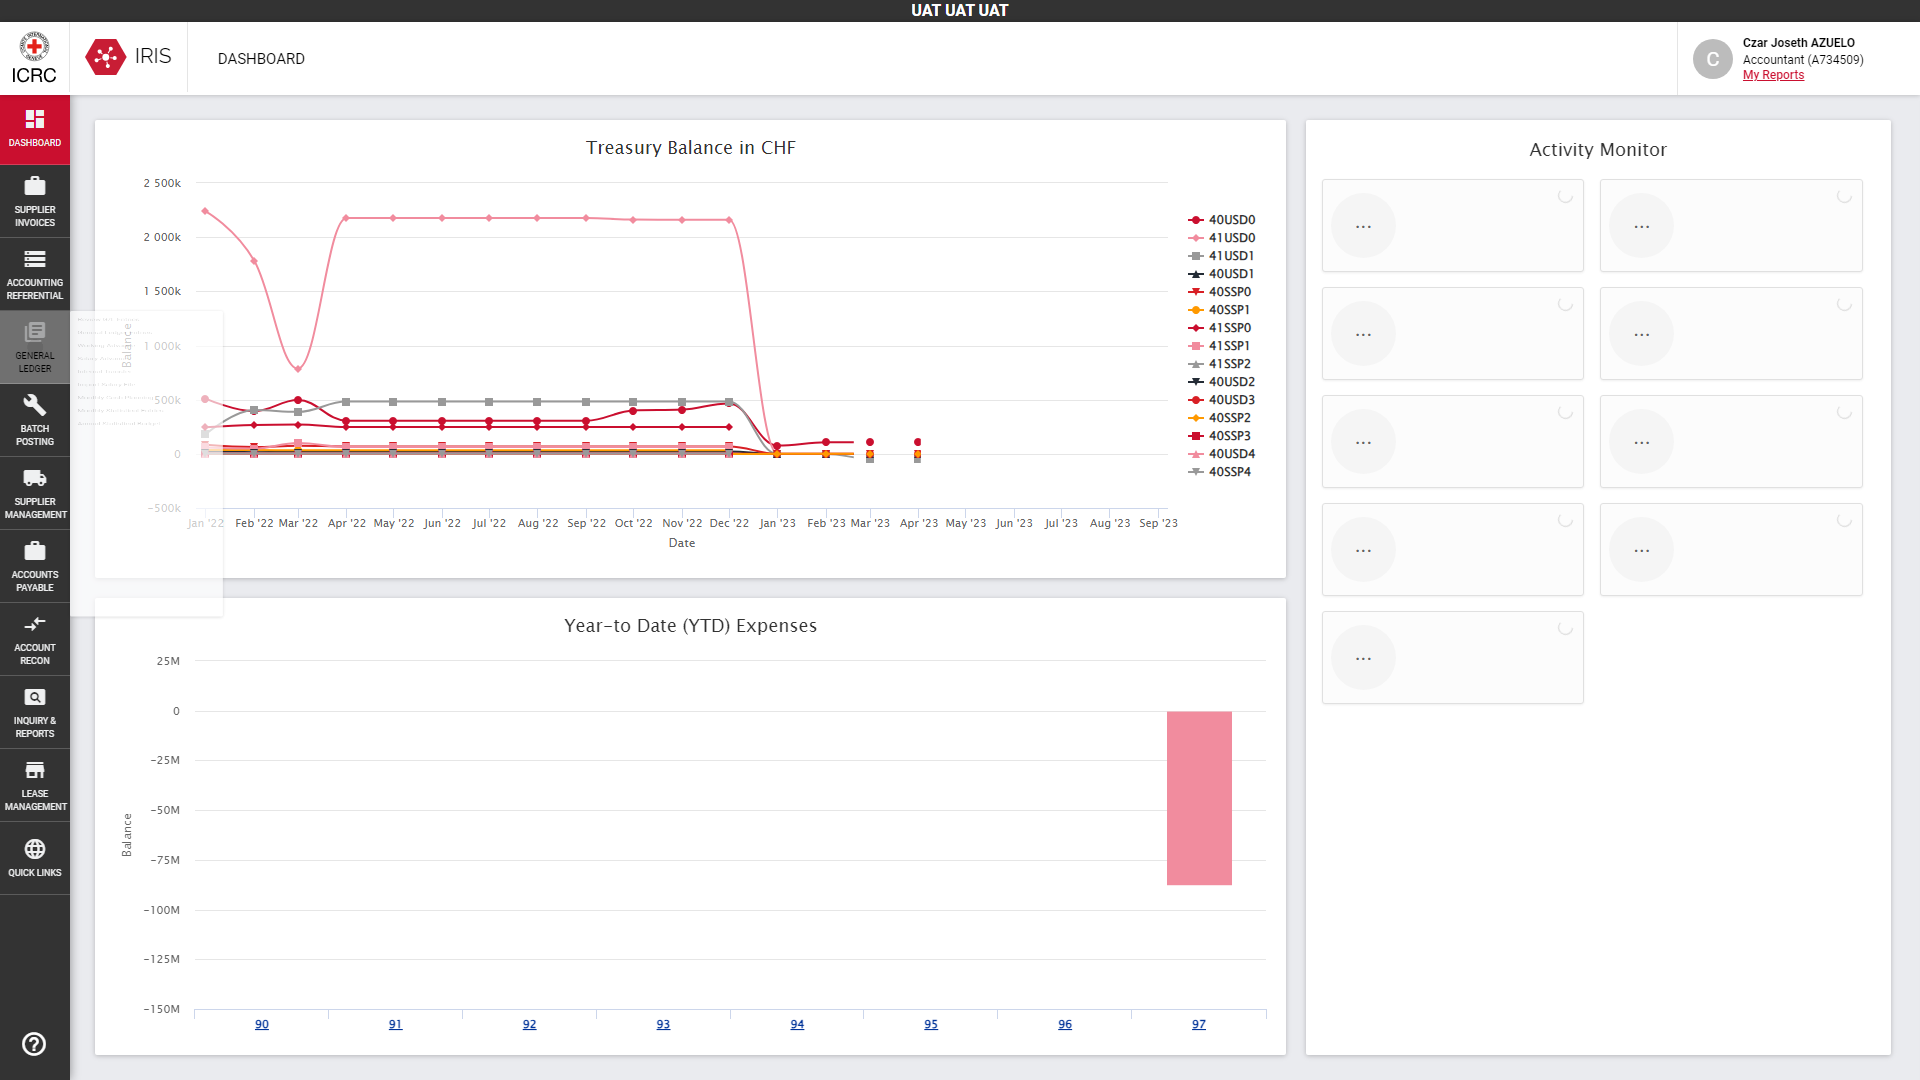 UAT UAT UAT
ICRC
IRIS
DASHBOARD
C
Czar Joseth AZUELO
Accountant (A734509)
My Reports
DASHBOARD
SUPPLIER
INVOICES
ACCOUNTING
REFERENTIAL
GENERAL
LEDGER
BATCH
POSTING
SUPPLIER
MANAGEMENT
ACCOUNTS
PAYABLE
ACCOUNT
RECON
INQUIRY &
REPORTS
LEASE
MANAGEMENT
QUICK LINKS
Treasury Balance in CHF
2 500k
2 000k
1 500k
1 000k
500k
0
−500k
Balance
Jan '22 Feb '22 Mar '22 Apr '22 May '22 Jun '22 Jul '22 Aug '22 Sep '22 Oct '22 Nov '22 Dec '22 Jan '23 Feb '23 Mar '23 Apr '23 May '23 Jun '23 Jul '23 Aug '23 Sep '23
Date
40USD0
41USD0
41USD1
40USD1
40SSP0
40SSP1
41SSP0
41SSP1
41SSP2
40USD2
40USD3
40SSP2
40SSP3
40USD4
40SSP4
Year-to Date (YTD) Expenses
25M
0
−25M
−50M
−75M
−100M
−125M
−150M
Balance
90 91 92 93 94 95 96 97
Activity Monitor
... ...
... ...
... ...
... ...
...